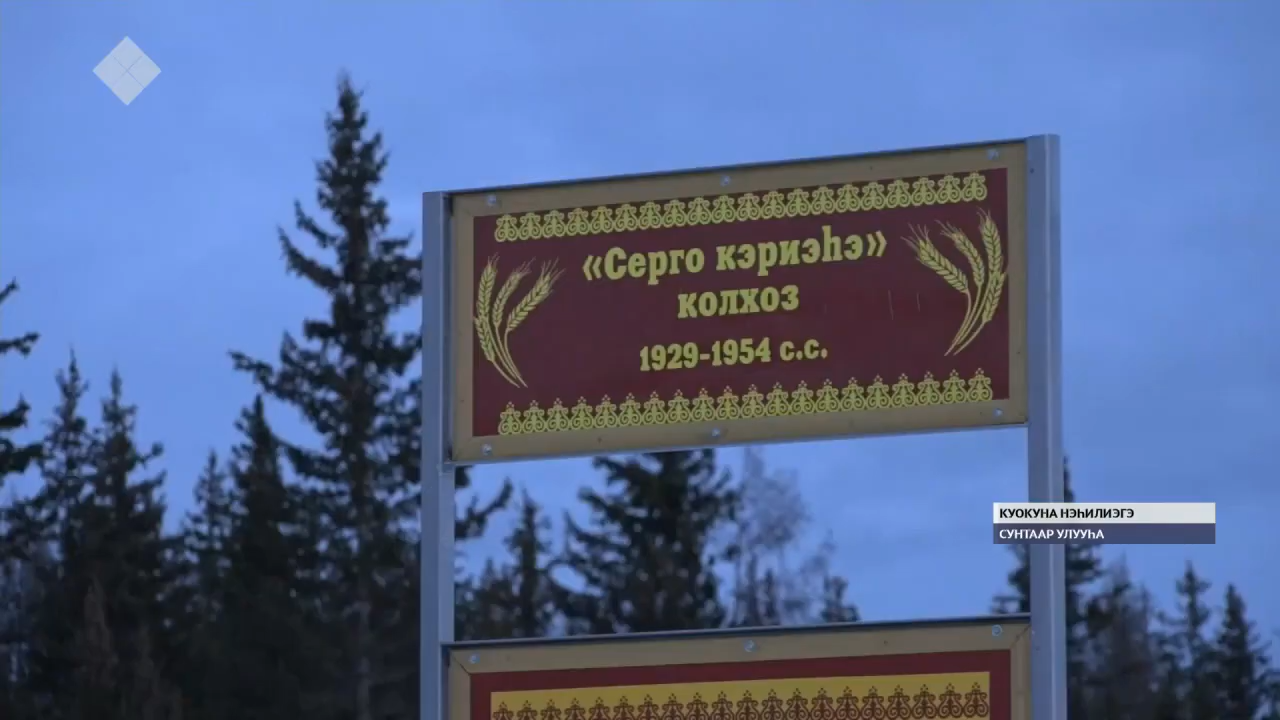 «Серго кэриэһэ»
колхоз
1929-1954 с.с.
КУОКУНА НЭҺИЛИЭГЭ
СУНТААР УЛУУҺА